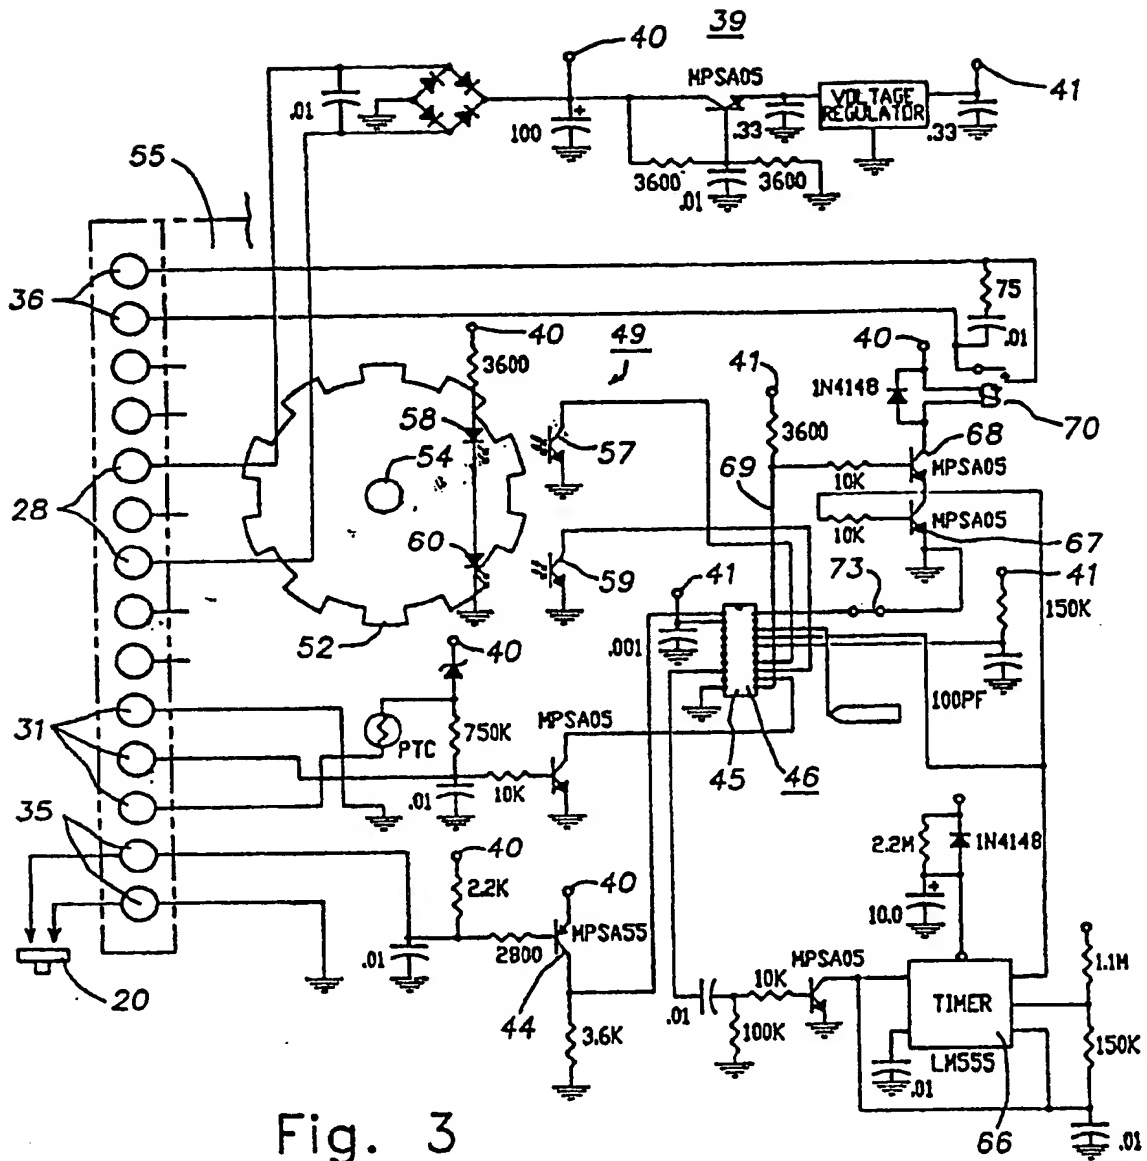 40
39
MPSA05
VOLTAGE
REGULATOR
41
.01
100
.33
.33
3600
.01
3600
55
36
75
.01
40
49
40
3600
41
1N4148
70
58
57
3600
68
54
69
10K
MPSA05
28
60
59
10K
MPSA05
67
41
73
41
150K
52
40
.001
100PF
MPSA05
31
PTC
750K
45
46
.01
10K
35
40
2.2M
1N4148
2.2K
40
10.0
MPSA55
.01
2800
MPSA05
1.1M
20
44
10K
TIMER
.01
100K
3.6K
150K
LM555
.01
66
.01
Fig. 3